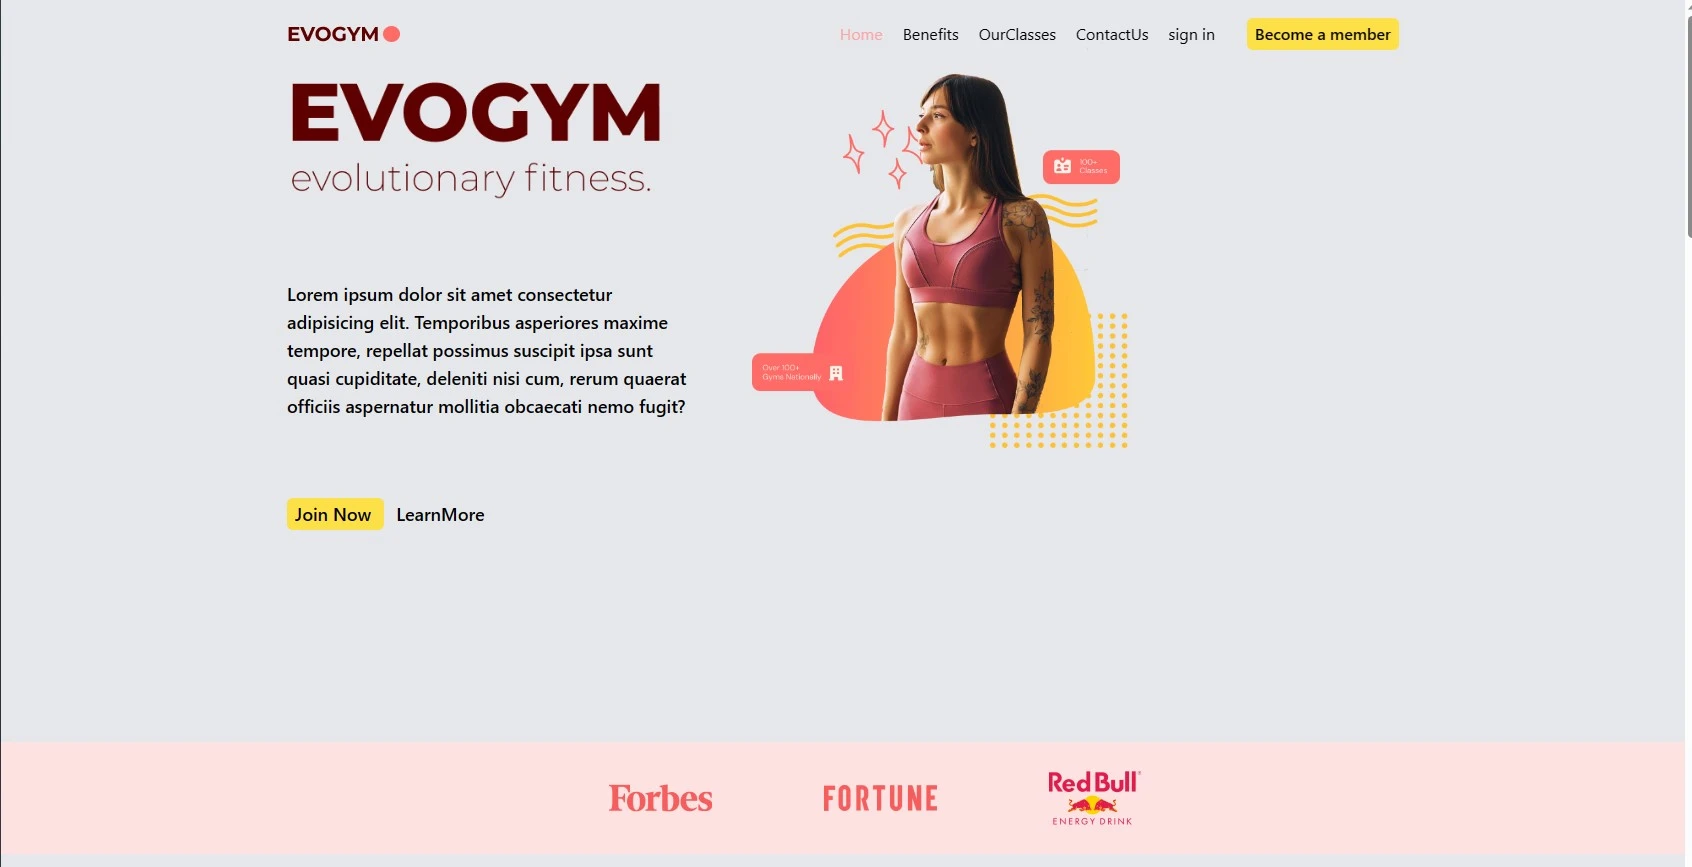 EVOGYM
Home Benefits OurClasses ContactUs sign in Become a member
EVOGYM
evolutionary fitness.
100+
Classes
Lorem ipsum dolor sit amet consectetur
adipisicing elit. Temporibus asperiores maxime
tempore, repellat possimus suscipit ipsa sunt
quasi cupiditate, deleniti nisi cum, rerum quaerat
officiis aspernatur mollitia obcaecati nemo fugit?
Over 100+
Gyms Nationally
Join Now LearnMore
Forbes
FORTUNE
Red Bull
ENERGY DRINK